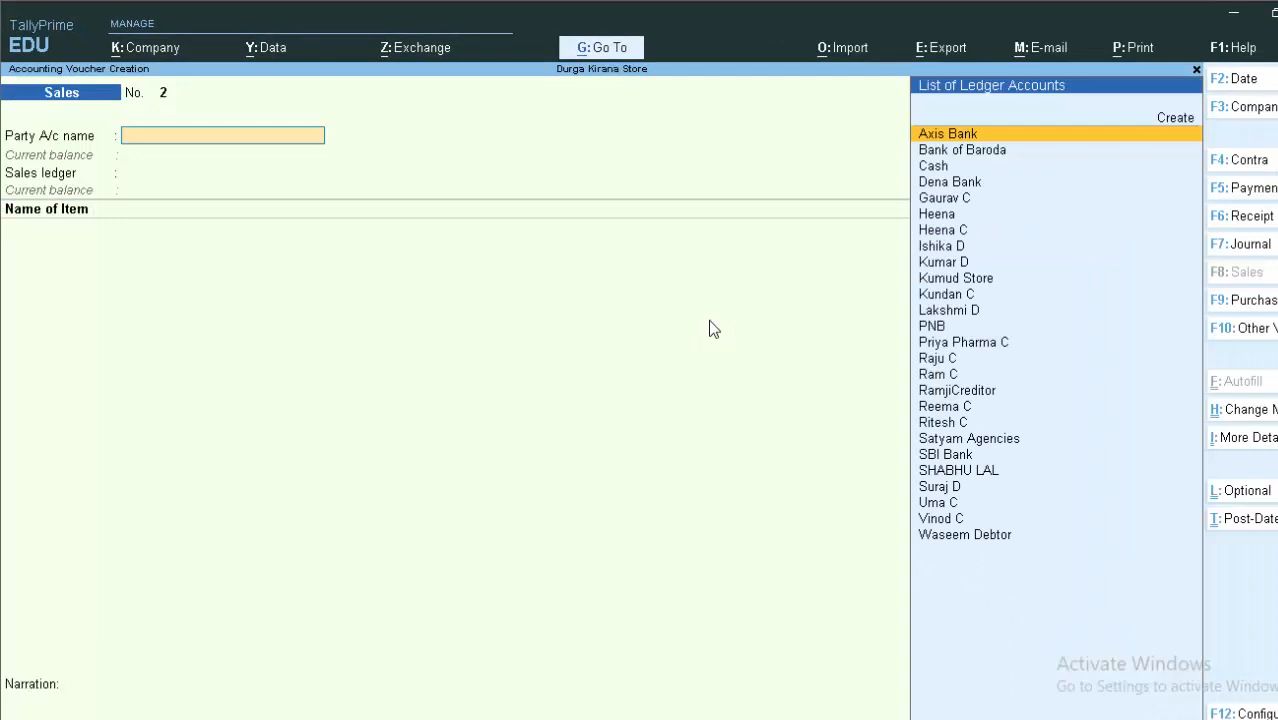 TallyPrime
MANAGE
EDU
K: Company
Y: Data
Z: Exchange
G: Go To
O: Import
E: Export
M: E-mail
P: Print
F1: Help
Accounting Voucher Creation
Durga Kirana Store
Sales
No. 2
Party A/c name :
Current balance :
Sales ledger :
Current balance :
Name of Item
Narration:
List of Ledger Accounts
Create
Axis Bank
Bank of Baroda
Cash
Dena Bank
Gaurav C
Heena
Heena C
Ishika D
Kumar D
Kumud Store
Kundan C
Lakshmi D
PNB
Priya Pharma C
Raju C
Ram C
RamjiCreditor
Reema C
Ritesh C
Satyam Agencies
SBI Bank
SHABHU LAL
Suraj D
Uma C
Vinod C
Waseem Debtor
F2: Date
F3: Compan
F4: Contra
F5: Paymen
F6: Receipt
F7: Journal
F8: Sales
F9: Purchas
F10: Other V
F: Autofill
H: Change M
I: More Deta
L: Optional
T: Post-Date
F12: Configu
Activate Windows
Go to Settings to activate Window